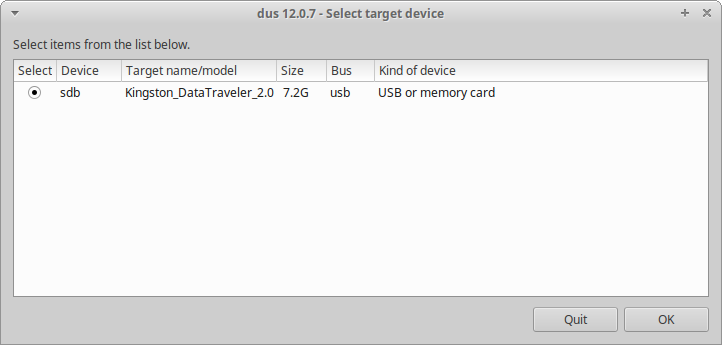 dus 12.0.7 - Select target device
Select items from the list below.
Select Device Target name/model Size Bus Kind of device
sdb Kingston_DataTraveler_2.0 7.2G usb USB or memory card
Quit OK